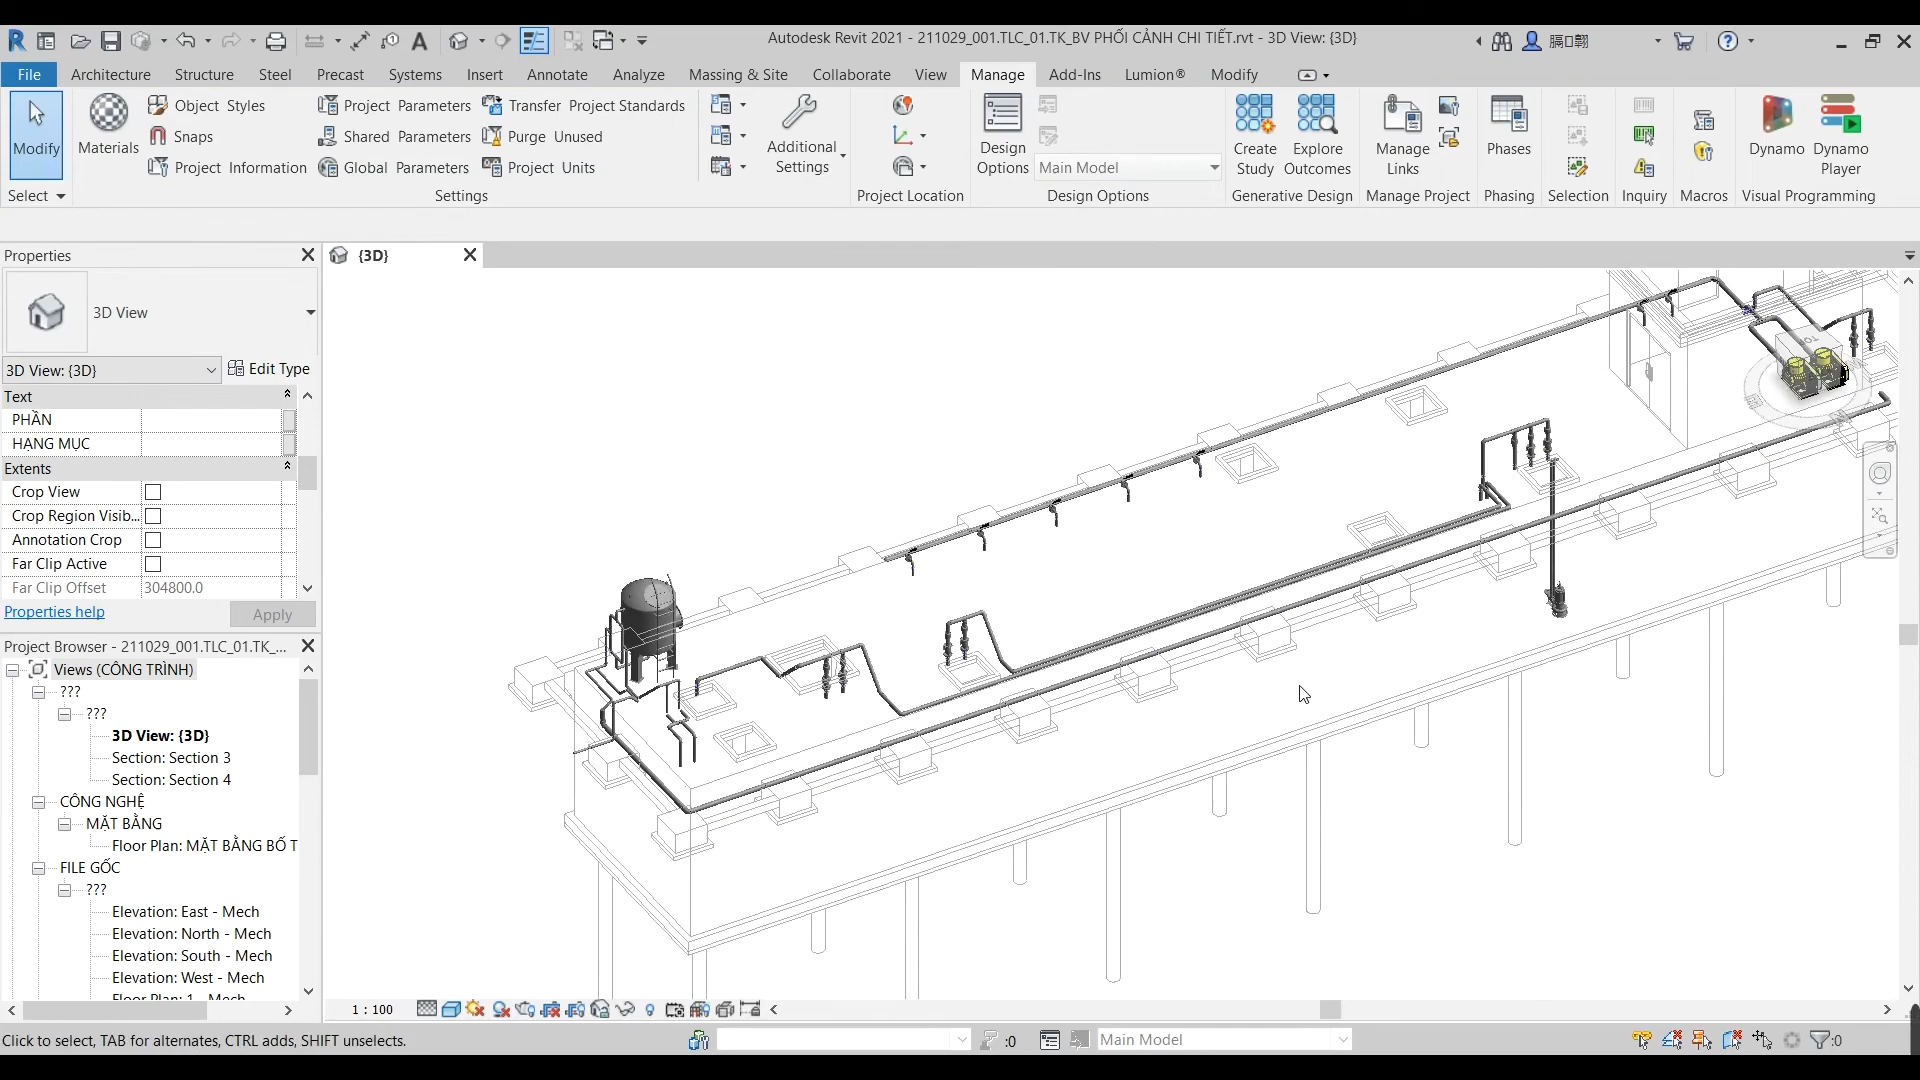 Autodesk Revit 2021 - 211029_001.TLC_01.TK_BV PHỐI CẢNH CHI TIẾT.rvt - 3D View: {3D}
File Architecture Structure Steel Precast Systems Insert Annotate Analyze Massing & Site Collaborate View Manage Add-Ins Lumion® Modify
Modify
Select
Materials
Object Styles
Snaps
Project Information
Project Parameters
Shared Parameters
Global Parameters
Transfer Project Standards
Purge Unused
Project Units
Settings
Additional Settings
Project Location
Design Options
Main Model
Design Options
Create Study
Explore Outcomes
Generative Design
Manage Links
Manage Project
Phases
Phasing
Selection
Inquiry
Macros
Dynamo
Dynamo Player
Visual Programming
Properties
3D View
3D View: {3D}
Edit Type
Text
PHẦN
HẠNG MỤC
Extents
Crop View
Crop Region Visib...
Annotation Crop
Far Clip Active
Far Clip Offset 304800.0
Properties help
Apply
Project Browser - 211029_001.TLC_01.TK_...
Views (CÔNG TRÌNH)
???
???
3D View: {3D}
Section: Section 3
Section: Section 4
CÔNG NGHỆ
MẶT BẰNG
Floor Plan: MẶT BẰNG BỐ T
FILE GỐC
???
Elevation: East - Mech
Elevation: North - Mech
Elevation: South - Mech
Elevation: West - Mech
Floor Plan: 1 - Mech
{3D}
1 : 100
Click to select, TAB for alternates, CTRL adds, SHIFT unselects.
:0
Main Model
:0